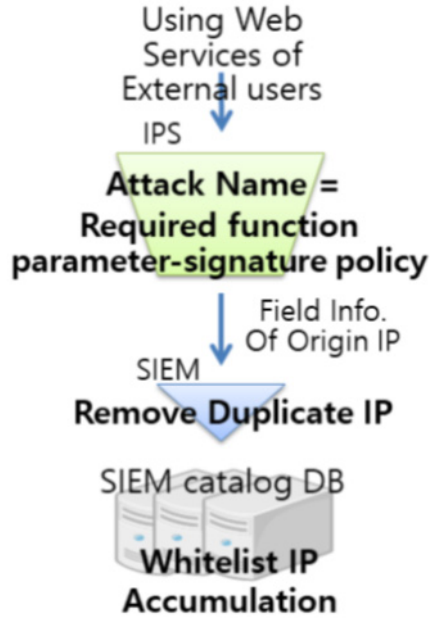 Using Web
Services of
External users
IPS
Attack Name =
Required function
parameter-signature policy
Field Info.
Of Origin IP
SIEM
Remove Duplicate IP
SIEM catalog DB
Whitelist IP
Accumulation